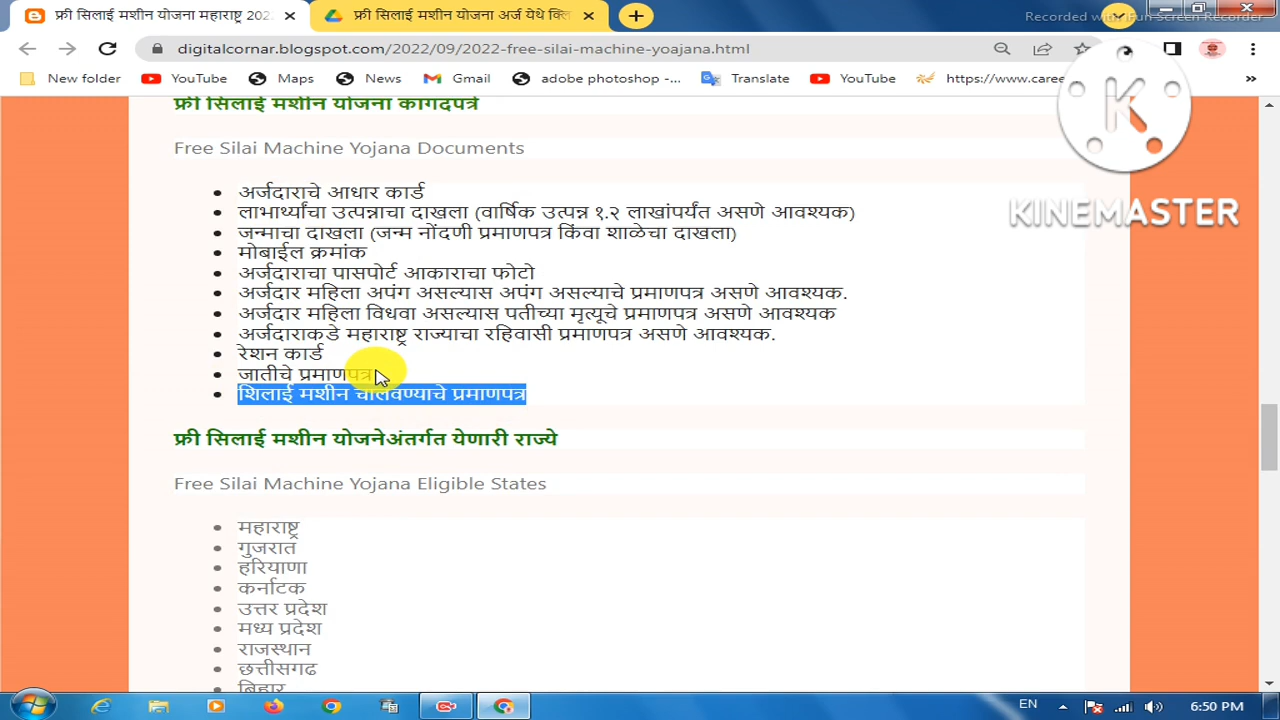 फ्री सिलाई मशीन योजना महाराष्ट्र 202
फ्री सिलाई मशीन योजना अर्ज येथे क्लि
Recorded with iFun Screen Recorder
digitalcornar.blogspot.com/2022/09/2022-free-silai-machine-yoajana.html
New folder YouTube Maps News Gmail adobe photoshop -... Translate YouTube https://www.caree
KINEMASTER
फ्री सिलाई मशीन योजना कागदपत्रे
Free Silai Machine Yojana Documents
अर्जदाराचे आधार कार्ड
लाभार्थ्यांचा उत्पन्नाचा दाखला (वार्षिक उत्पन्न १.२ लाखांपर्यंत असणे आवश्यक)
जन्माचा दाखला (जन्म नोंदणी प्रमाणपत्र किंवा शाळेचा दाखला)
मोबाईल क्रमांक
अर्जदाराचा पासपोर्ट आकाराचा फोटो
अर्जदार महिला अपंग असल्यास अपंग असल्याचे प्रमाणपत्र असणे आवश्यक.
अर्जदार महिला विधवा असल्यास पतीच्या मृत्यूचे प्रमाणपत्र असणे आवश्यक
अर्जदाराकडे महाराष्ट्र राज्याचा रहिवासी प्रमाणपत्र असणे आवश्यक.
रेशन कार्ड
जातीचे प्रमाणपत्र
शिलाई मशीन चालवण्याचे प्रमाणपत्र
फ्री सिलाई मशीन योजनेअंतर्गत येणारी राज्ये
Free Silai Machine Yojana Eligible States
महाराष्ट्र
गुजरात
हरियाणा
कर्नाटक
उत्तर प्रदेश
मध्य प्रदेश
राजस्थान
छत्तीसगढ
बिहार
EN 6:50 PM